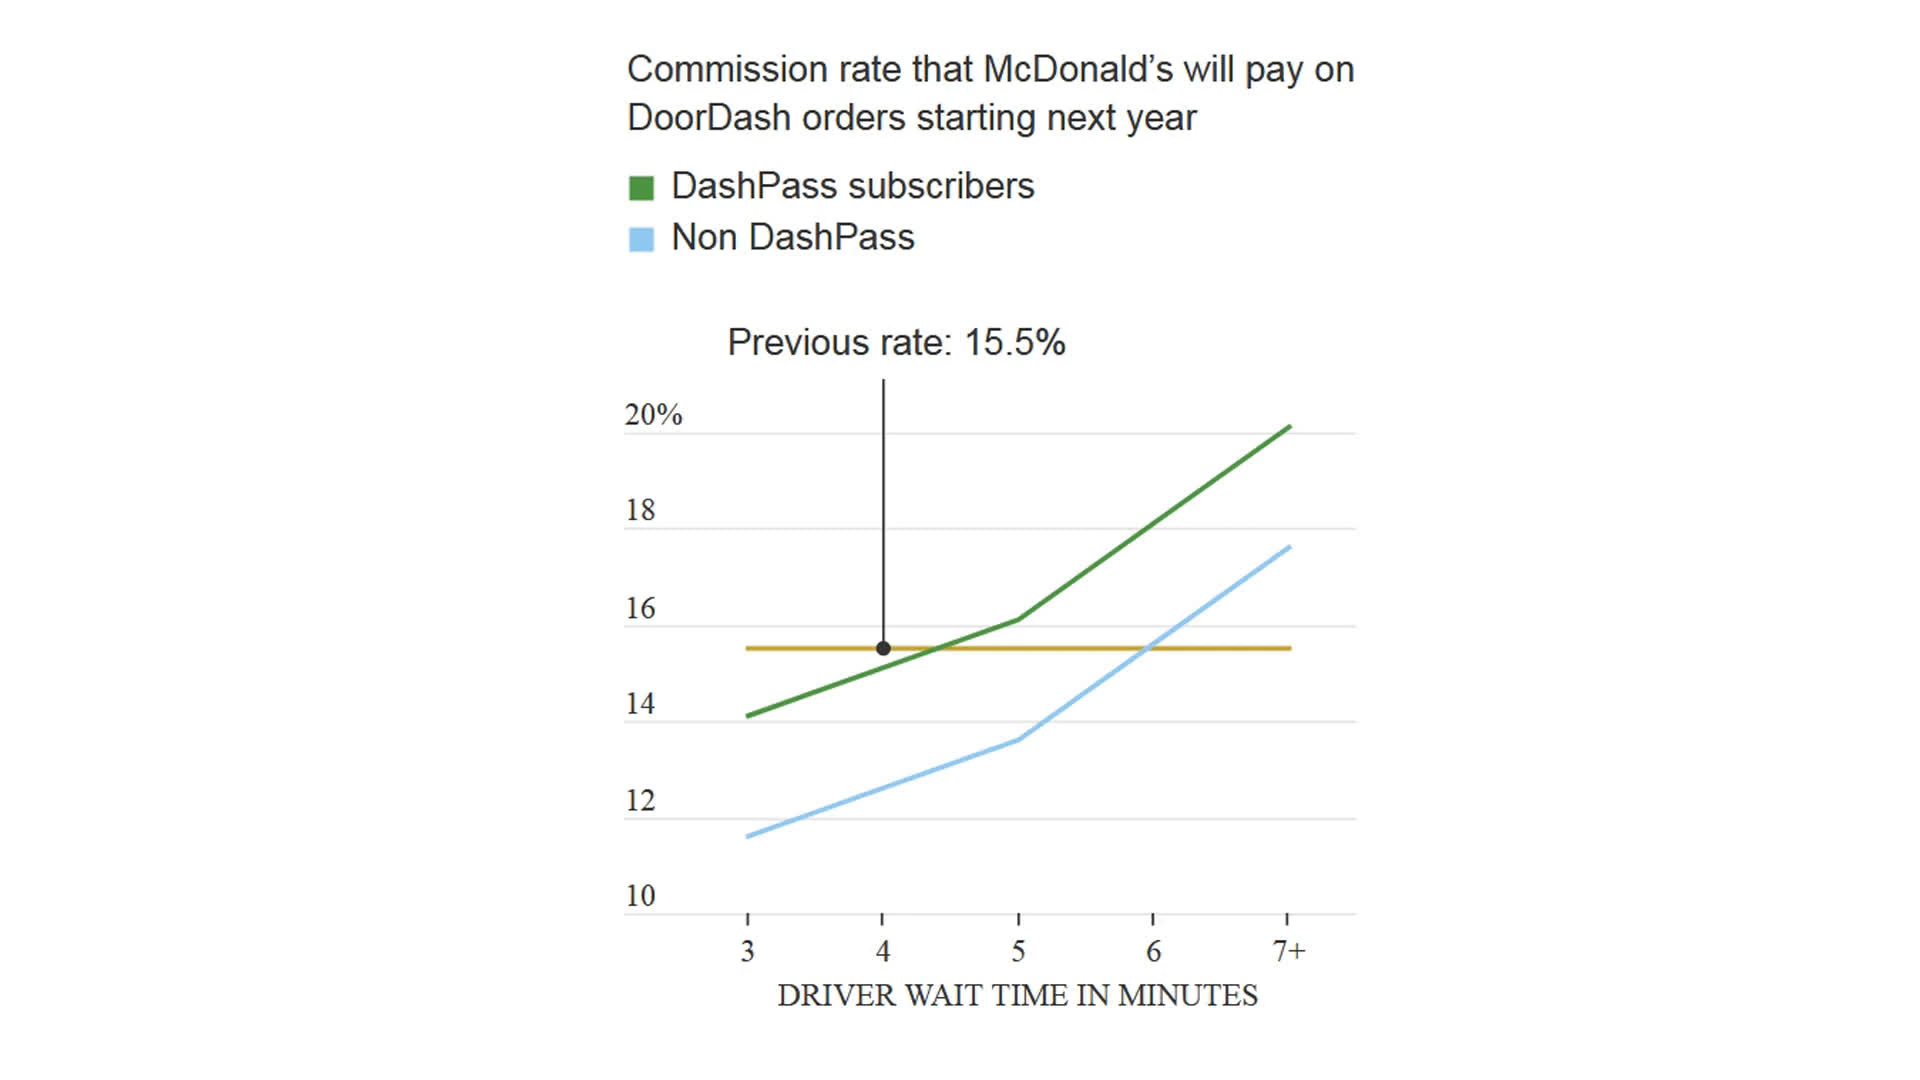 Commission rate that McDonald’s will pay on
DoorDash orders starting next year
DashPass subscribers
Non DashPass
Previous rate: 15.5%
20%
18
16
14
12
10
3 4 5 6 7+
DRIVER WAIT TIME IN MINUTES